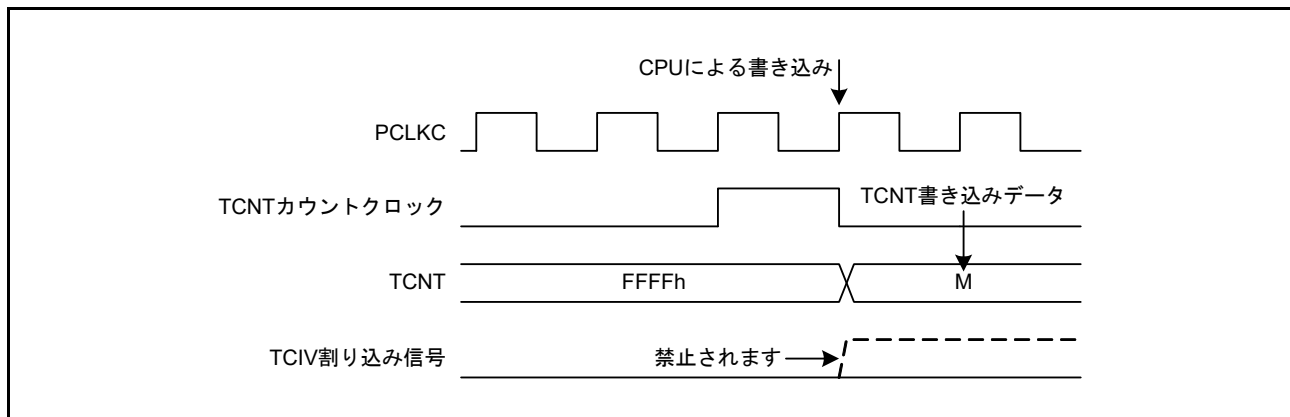 CPUによる書き込み
PCLKC
TCNTカウントクロック
TCNT書き込みデータ
TCNT
FFFFh
M
TCIV割り込み信号
禁止されます